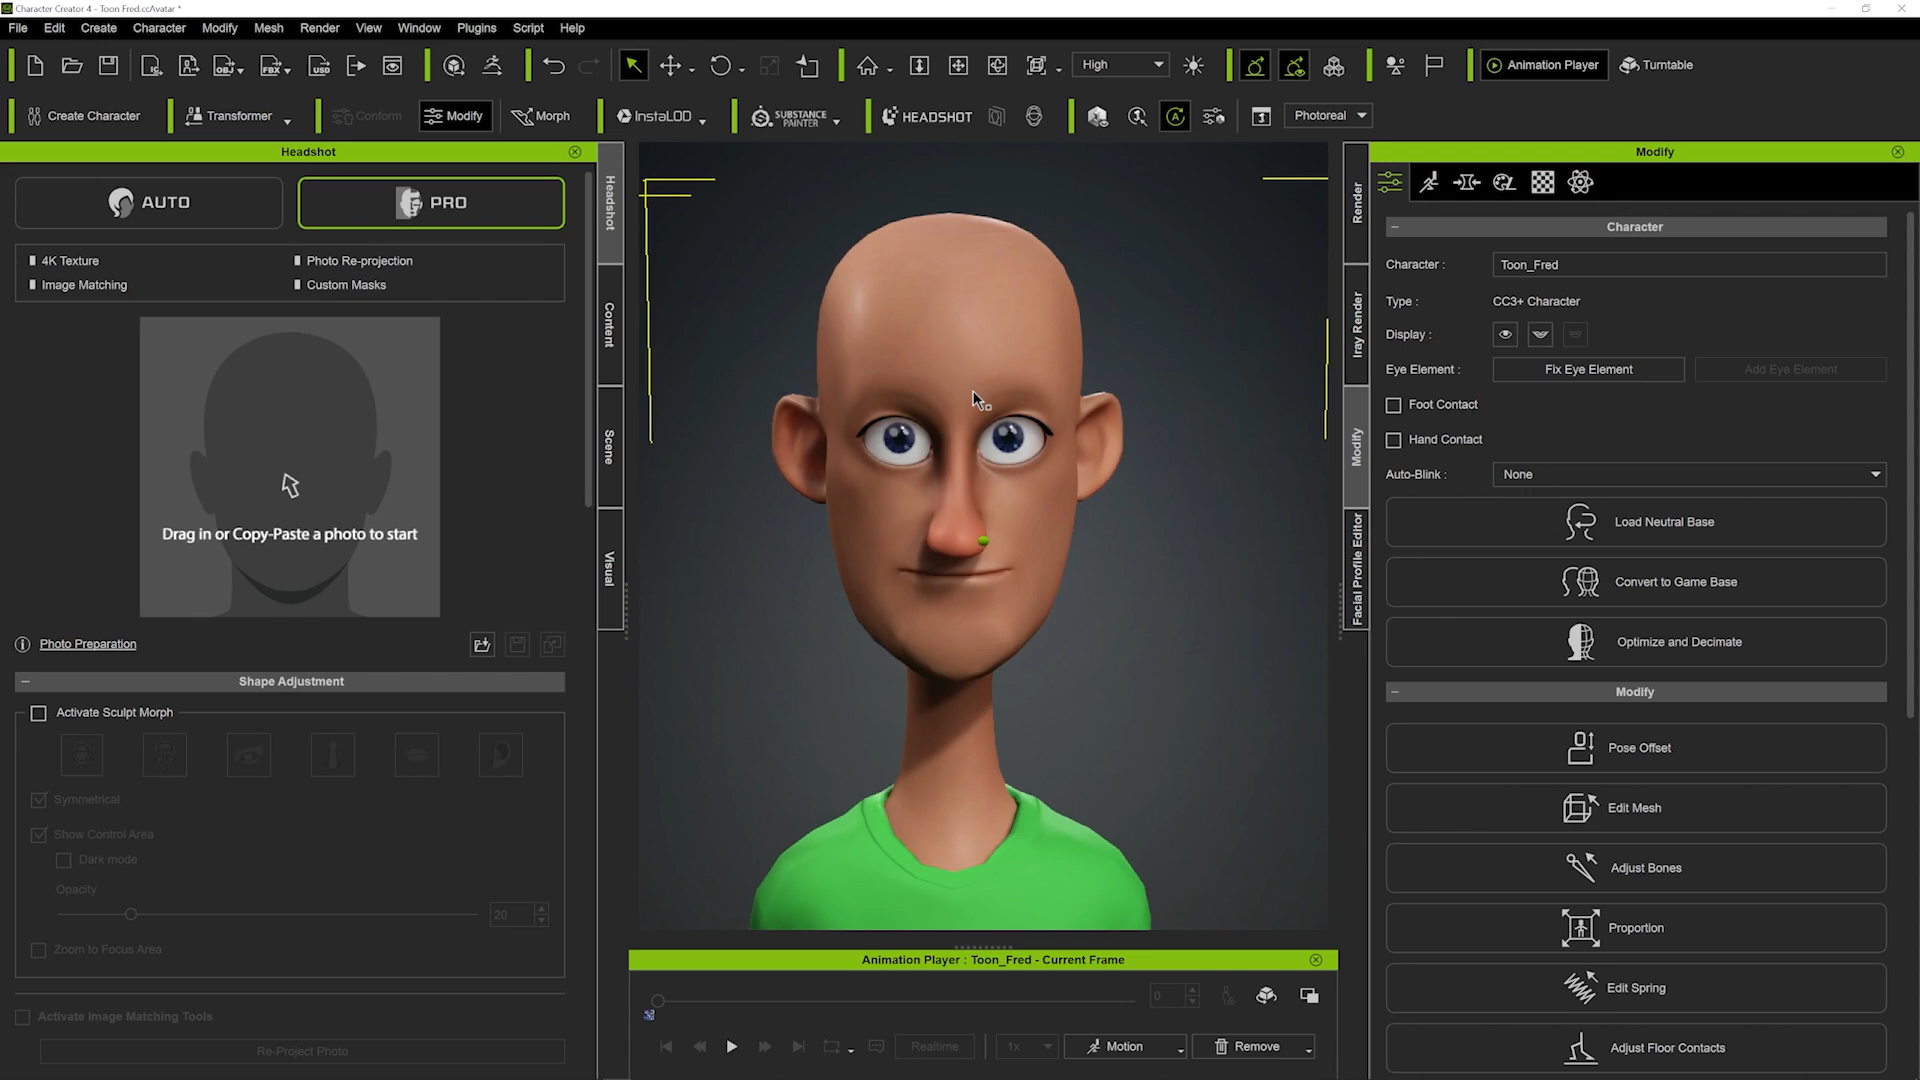 Character Creator 4 - Toon Fred.ccAvatar *
File Edit Create Character Modify Mesh Render View Window Plugins Script Help
OBJ FBX USD High Animation Player Turntable
Create Character Transformer Conform Modify Morph InstaLOD SUBSTANCE PAINTER HEADSHOT A Photoreal
Headshot
AUTO PRO
4K Texture Photo Re-projection
Image Matching Custom Masks
Drag in or Copy-Paste a photo to start
Photo Preparation
Shape Adjustment
Activate Sculpt Morph
Symmetrical
Show Control Area
Dark mode
Opacity
20
Zoom to Focus Area
Activate Image Matching Tools
Re-Project Photo
Headshot
Content
Scene
Visual
Animation Player : Toon_Fred - Current Frame
0
Realtime 1x Motion Remove
Render
Iray Render
Modify
Facial Profile Editor
Modify
Character
Character : Toon_Fred
Type : CC3+ Character
Display :
Eye Element : Fix Eye Element Add Eye Element
Foot Contact
Hand Contact
Auto-Blink : None
Load Neutral Base
Convert to Game Base
Optimize and Decimate
Modify
Pose Offset
Edit Mesh
Adjust Bones
Proportion
Edit Spring
Adjust Floor Contacts